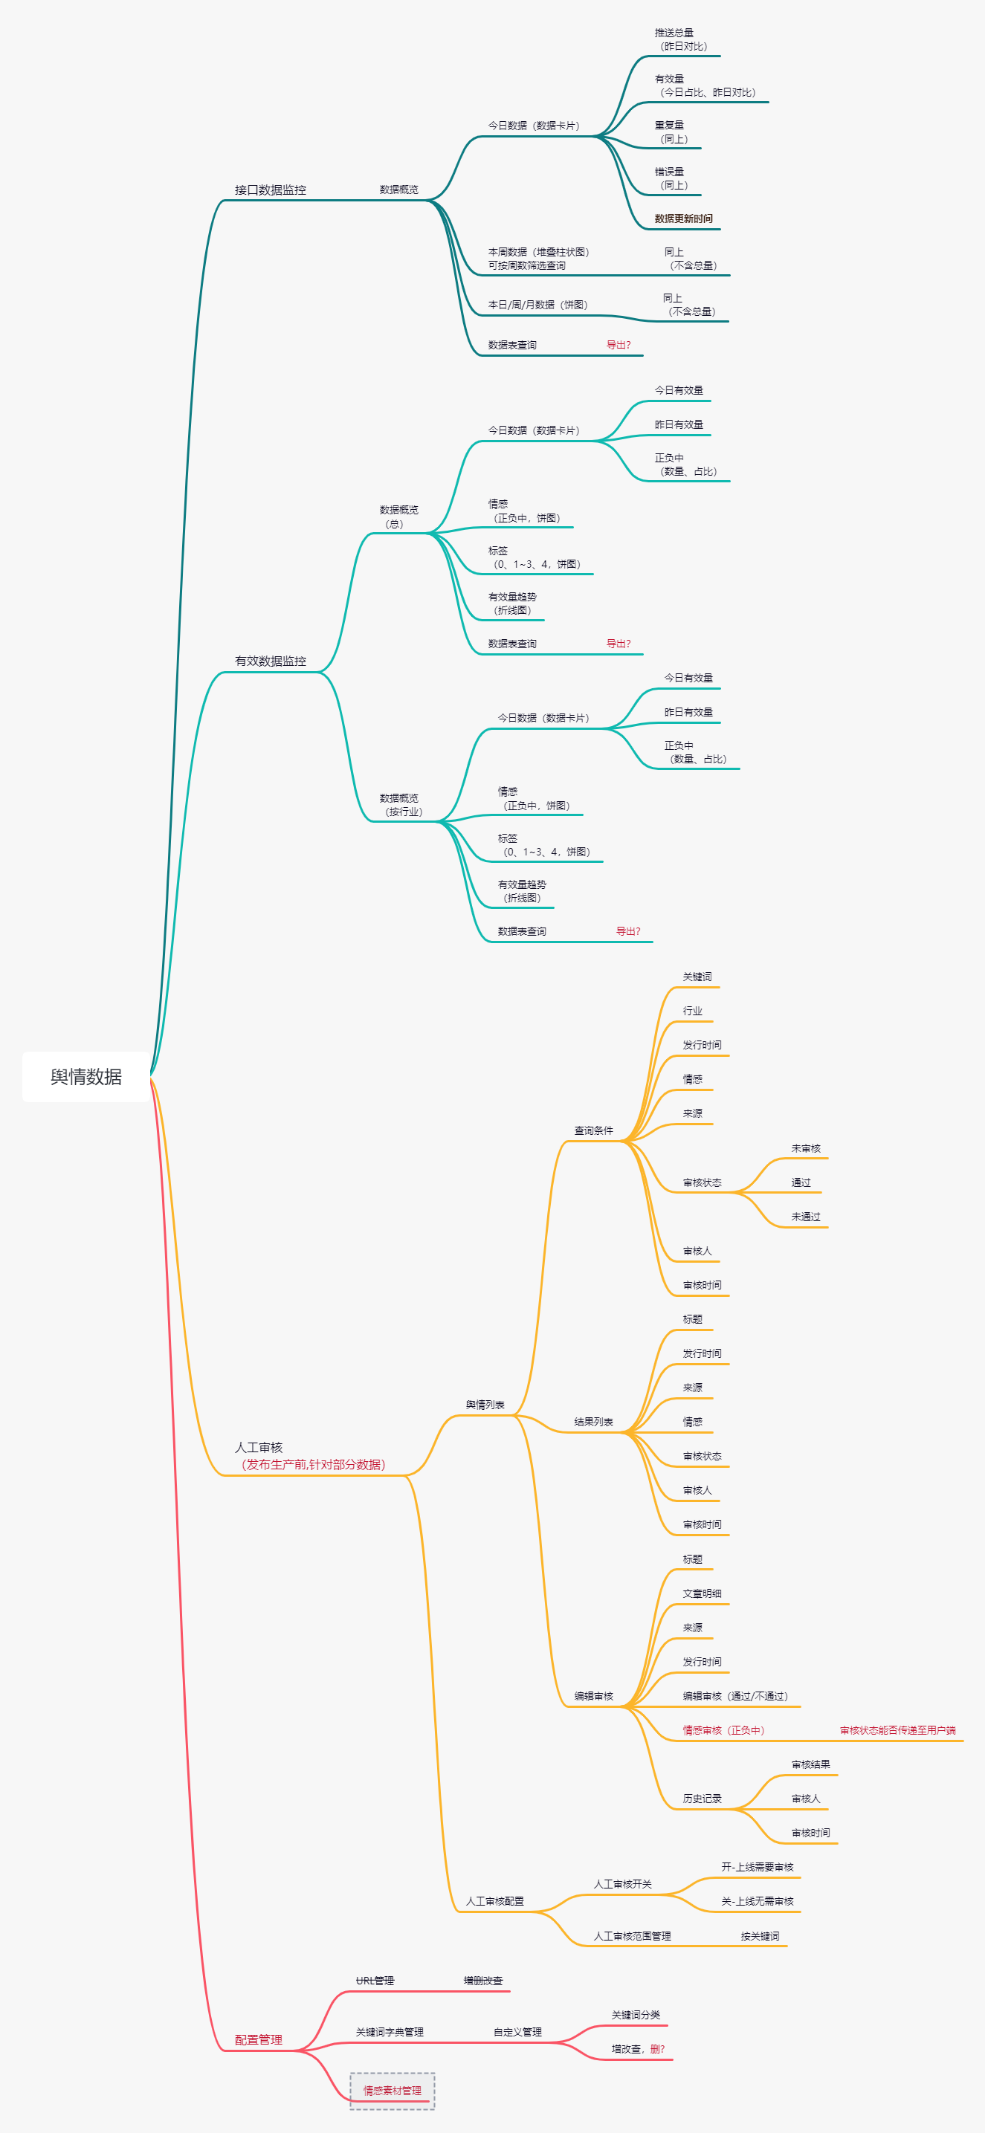 推送总量
（昨日对比）
有效量
（今日占比、昨日对比）
今日数据（数据卡片）
重复量
（同上）
错误量
（同上）
接口数据监控
数据概览
数据更新时间
本周数据（堆叠柱状图）
可按周数筛选查询
同上
（不含总量）
本日/周/月数据（饼图）
同上
（不含总量）
数据表查询
导出？
今日有效量
今日数据（数据卡片）
昨日有效量
正负中
（数量、占比）
数据概览
（总）
情感
（正负中，饼图）
标签
（0、1~3、4，饼图）
有效量趋势
（折线图）
数据表查询
导出？
有效数据监控
今日有效量
今日数据（数据卡片）
昨日有效量
正负中
（数量、占比）
数据概览
（按行业）
情感
（正负中，饼图）
标签
（0、1~3、4，饼图）
有效量趋势
（折线图）
数据表查询
导出？
舆情数据
关键词
行业
发行时间
情感
来源
查询条件
未审核
审核状态
通过
未通过
审核人
审核时间
标题
发行时间
来源
舆情列表
结果列表
情感
审核状态
审核人
审核时间
人工审核
（发布生产前,针对部分数据）
标题
文章明细
来源
发行时间
编辑审核
编辑审核（通过/不通过）
情感审核（正负中）
审核状态能否传递至用户端
审核结果
历史记录
审核人
审核时间
开-上线需要审核
人工审核开关
人工审核配置
关-上线无需审核
人工审核范围管理
按关键词
URL管理
增删改查
关键词分类
配置管理
关键词字典管理
自定义管理
增改查，删？
情感素材管理